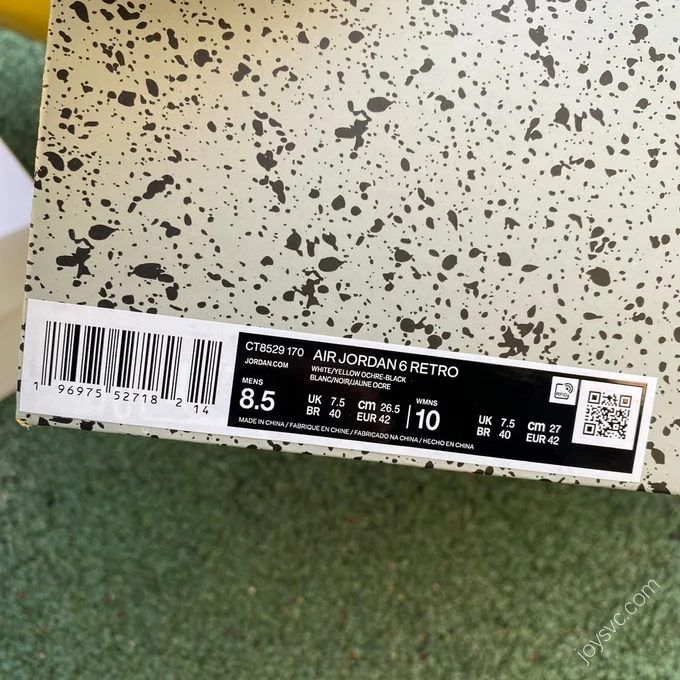 1 96975 52718 2 14
CT8529 170 AIR JORDAN 6 RETRO
JORDAN.COM
WHITE/YELLOW OCHRE-BLACK
BLANC/NOIR/JAUNE OCRE
MENS
8.5
UK 7.5 cm 26.5
BR 40 EUR 42
WMNS
10
UK 7.5 cm 27
BR 40 EUR 42
MADE IN CHINA / FABRIQUE EN CHINE / FABRICADO NA CHINA / HECHO EN CHINA
RFID
joysvc.com